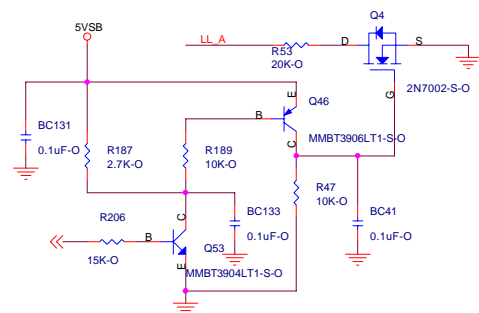 5VSB
LL_A
R53
20K-O
Q4
D
S
G
2N7002-S-O
BC131
0.1uF-O
R187
2.7K-O
R189
10K-O
B
E
C
Q46
MMBT3906LT1-S-O
R47
10K-O
BC41
0.1uF-O
R206
15K-O
B
C
E
Q53
MMBT3904LT1-S-O
BC133
0.1uF-O